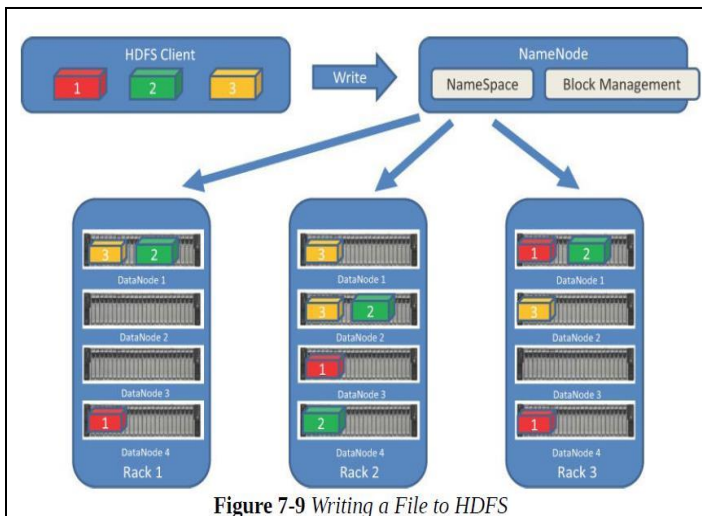 HDFS Client
1 2 3
Write
NameNode
NameSpace Block Management
3 2
DataNode 1
DataNode 2
DataNode 3
1
DataNode 4
Rack 1
3
DataNode 1
3 2
DataNode 2
1
DataNode 3
2
DataNode 4
Rack 2
1 2
DataNode 1
3
DataNode 2
DataNode 3
1
DataNode 4
Rack 3
Figure 7-9 Writing a File to HDFS